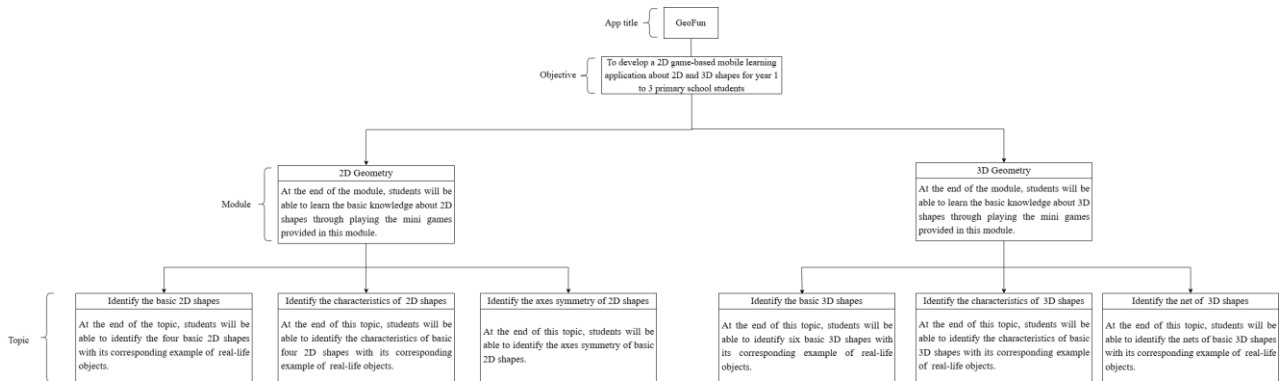 App title
GeoFun
Objective
To develop a 2D game-based mobile learning
application about 2D and 3D shapes for year 1
to 3 primary school students
Module
2D Geometry
At the end of the module, students will be
able to learn the basic knowledge about 2D
shapes through playing the mini games
provided in this module.
3D Geometry
At the end of the module, students will be
able to learn the basic knowledge about 3D
shapes through playing the mini games
provided in this module.
Topic
Identify the basic 2D shapes
At the end of the topic, students will be
able to identify the four basic 2D shapes
with its corresponding example of real-life
objects.
Identify the characteristics of 2D shapes
At the end of this topic, students will be
able to identify the characteristics of basic
four 2D shapes with its corresponding
example of real-life objects.
Identify the axes symmetry of 2D shapes
At the end of this topic, students will be
able to identify the axes symmetry of basic
2D shapes.
Identify the basic 3D shapes
At the end of this topic, students will be
able to identify six basic 3D shapes with
its corresponding example of real-life
objects.
Identify the characteristics of 3D shapes
At the end of this topic, students will be
able to identify the characteristics of basic
3D shapes with its corresponding example
of real-life objects.
Identify the net of 3D shapes
At the end of this topic, students will be
able to identify the nets of basic 3D shapes
with its corresponding example of real-life
objects.